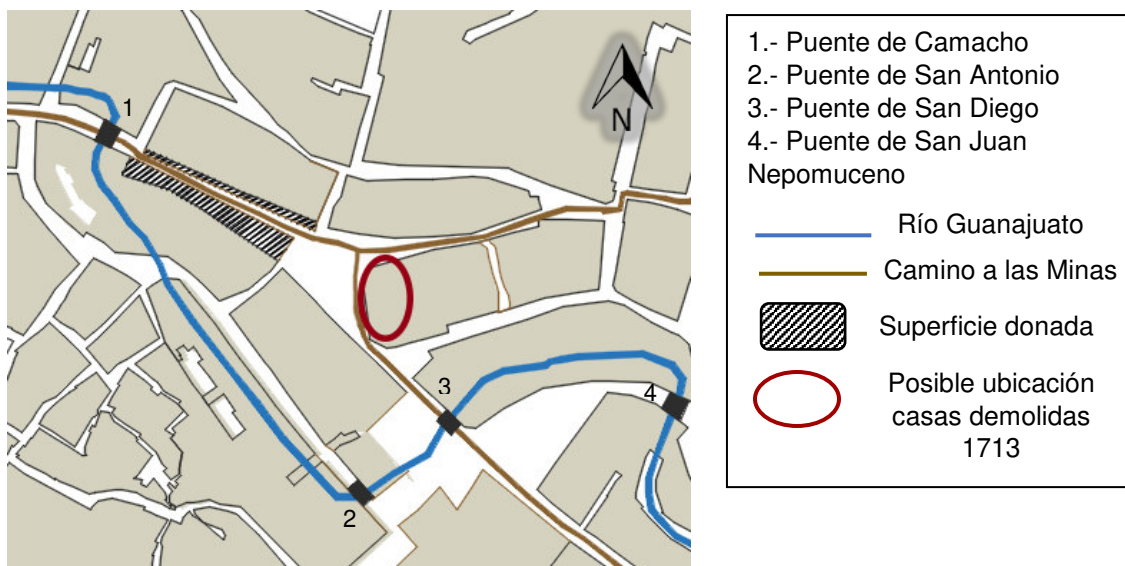 1
N
3
4
2
1.- Puente de Camacho
2.- Puente de San Antonio
3.- Puente de San Diego
4.- Puente de San Juan
Nepomuceno
Río Guanajuato
Camino a las Minas
Superficie donada
Posible ubicación
casas demolidas
1713